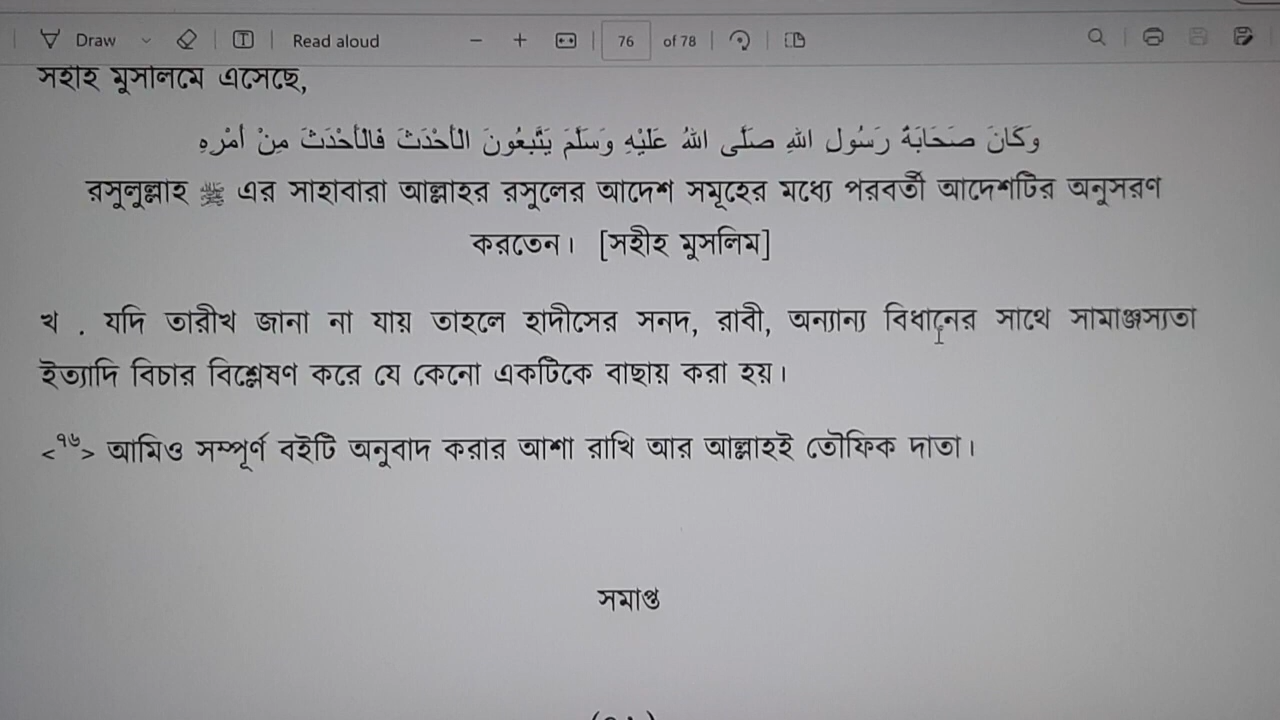 Draw
Read aloud
76 of 78
সহীহ মুসলিমে এসেছে,
وَكَانَ صَحَابَةُ رَسُول اللهِ صَلَّى اللهُ عَلَيْهِ وَسَلَّمَ يَتَّبِعُونَ الأَحْدَثَ فَالأَحْدَثَ مِنْ أَمْرِهِ
রসুলুল্লাহ ﷺ এর সাহাবারা আল্লাহর রসুলের আদেশ সমূহের মধ্যে পরবর্তী আদেশটির অনুসরণ
করতেন। [সহীহ মুসলিম]
খ . যদি তারীখ জানা না যায় তাহলে হাদীসের সনদ, রাবী, অন্যান্য বিধানের সাথে সামাঞ্জস্যতা
ইত্যাদি বিচার বিশ্লেষণ করে যে কেনো একটিকে বাছায় করা হয়।
<৭৬> আমিও সম্পূর্ণ বইটি অনুবাদ করার আশা রাখি আর আল্লাহই তৌফিক দাতা।
সমাপ্ত